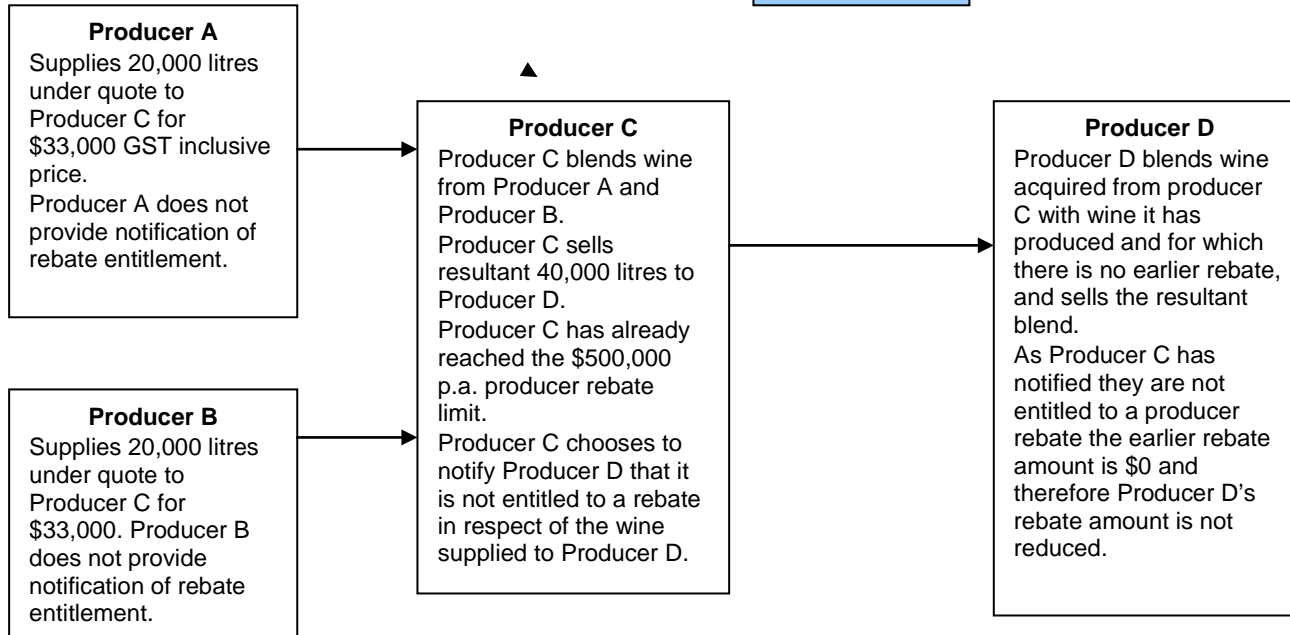 Producer A
Supplies 20,000 litres
under quote to
Producer C for
$33,000 GST inclusive
price.
Producer A does not
provide notification of
rebate entitlement.
Producer B
Supplies 20,000 litres
under quote to
Producer C for
$33,000. Producer B
does not provide
notification of rebate
entitlement.
Producer C
Producer C blends wine
from Producer A and
Producer B.
Producer C sells
resultant 40,000 litres to
Producer D.
Producer C has already
reached the $500,000
p.a. producer rebate
limit.
Producer C chooses to
notify Producer D that it
is not entitled to a rebate
in respect of the wine
supplied to Producer D.
Producer D
Producer D blends wine
acquired from producer
C with wine it has
produced and for which
there is no earlier rebate,
and sells the resultant
blend.
As Producer C has
notified they are not
entitled to a producer
rebate the earlier rebate
amount is $0 and
therefore Producer D's
rebate amount is not
reduced.